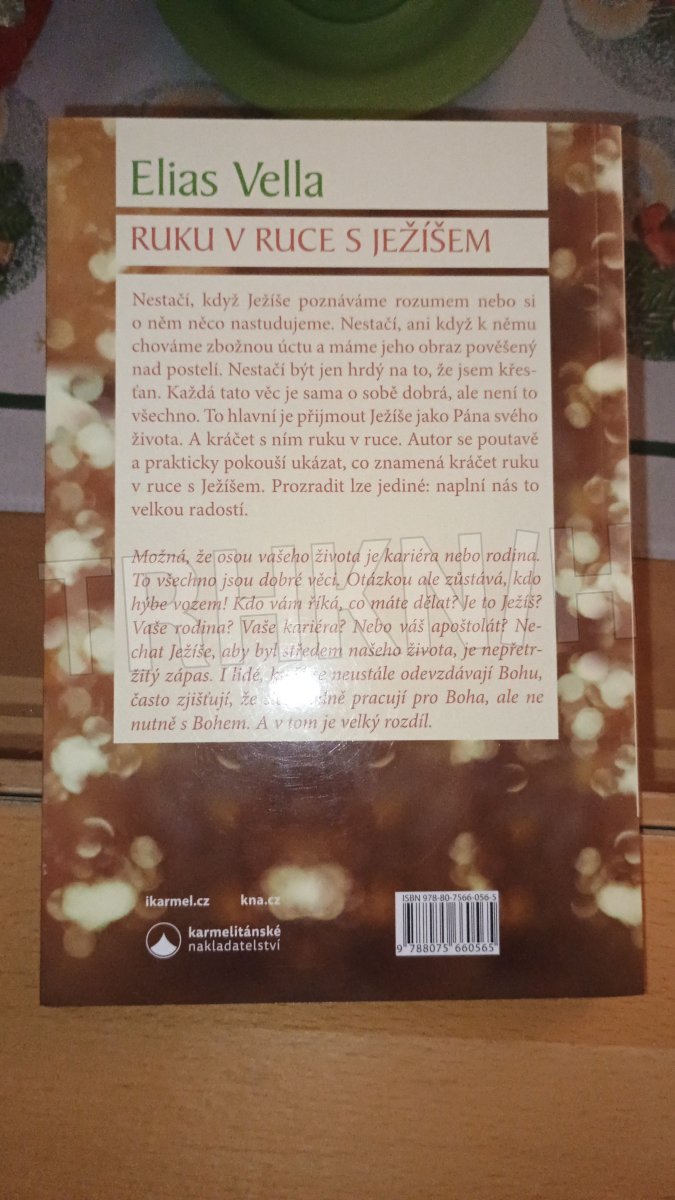 Elias Vella
RUKU V RUCE S JEŽÍŠEM
Nestačí, když Ježíše poznáváme rozumem nebo si
o něm něco nastudujeme. Nestačí, ani když k němu
chováme zbožnou úctu a máme jeho obraz pověšený
nad postelí. Nestačí být jen hrdý na to, že jsem křes-
ťan. Každá tato věc je sama o sobě dobrá, ale není to
všechno. To hlavní je přijmout Ježíše jako Pána svého
života. A kráčet s ním ruku v ruce. Autor se poutavě
a prakticky pokouší ukázat, co znamená kráčet ruku
v ruce s Ježíšem. Prozradit lze jediné: naplní nás to
velkou radostí.
Možná, že osou vašeho života je kariéra nebo rodina.
To všechno jsou dobré věci. Otázkou ale zůstává, kdo
hýbe vozem! Kdo vám říká, co máte dělat? Je to Ježíš?
Vaše rodina? Vaše kariéra? Nebo váš apoštolát? Ne-
chat Ježíše, aby byl středem našeho života, je nepřetr-
žitý zápas. I lidé, se neustále odevzdávají Bohu,
často zjišťují, že pracují pro Boha, ale ne
nutně s Bohem. A v tom je velký rozdíl.
ikarmel.cz kna.cz
karmelitánské
nakladatelství
ISBN 978-80-7566-056-5
9 788075 660565